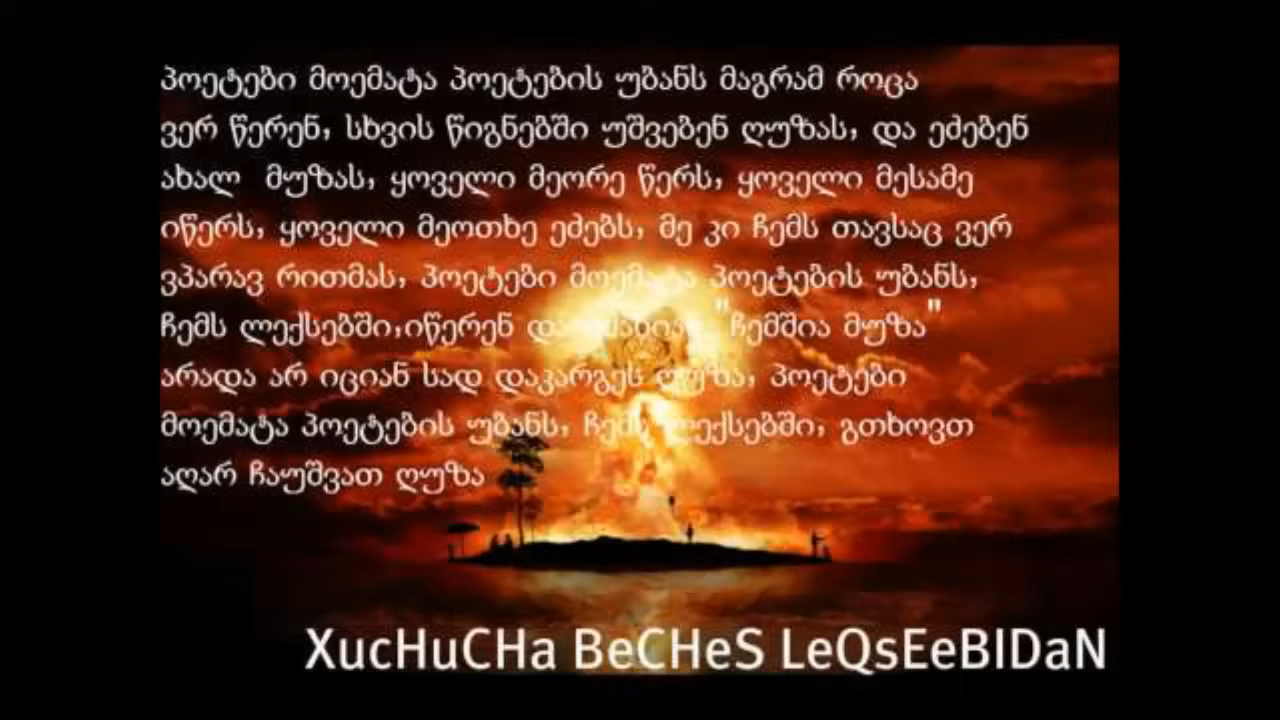 პოეტები მოემატა პოეტების უბანს მაგრამ როცა
ვერ წერენ, სხვის წიგნებში უშვებენ ღუზას, და ეძებენ
ახალ მუზას, ყოველი მეორე წერს, ყოველი მესამე
იწერს, ყოველი მეოთხე ეძებს, მე კი ჩემს თავსაც ვერ
ვპარავ რითმას, პოეტები მოემატა პოეტების უბანს,
ჩემს ლექსებში,იწერენ "ჩემშია მუზა"
არადა არ იციან სად დაკარგეს ღუზა, პოეტები
მოემატა პოეტების უბანს, ჩემს ლექსებში, გთხოვთ
აღარ ჩაუშვათ ღუზა
XucHuCHa BeCHeS LeQsEeBIDaN